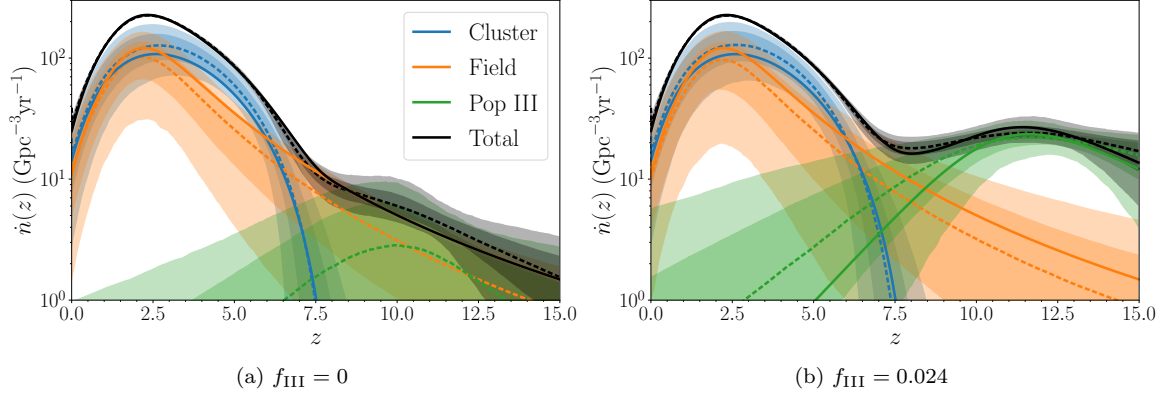 ṅ(z) (Gpc⁻³yr⁻¹)
10²
10¹
10⁰
Cluster
Field
Pop III
Total
0.0 2.5 5.0 7.5 10.0 12.5 15.0
z
(a) f_III = 0
ṅ(z) (Gpc⁻³yr⁻¹)
10²
10¹
10⁰
0.0 2.5 5.0 7.5 10.0 12.5 15.0
z
(b) f_III = 0.024